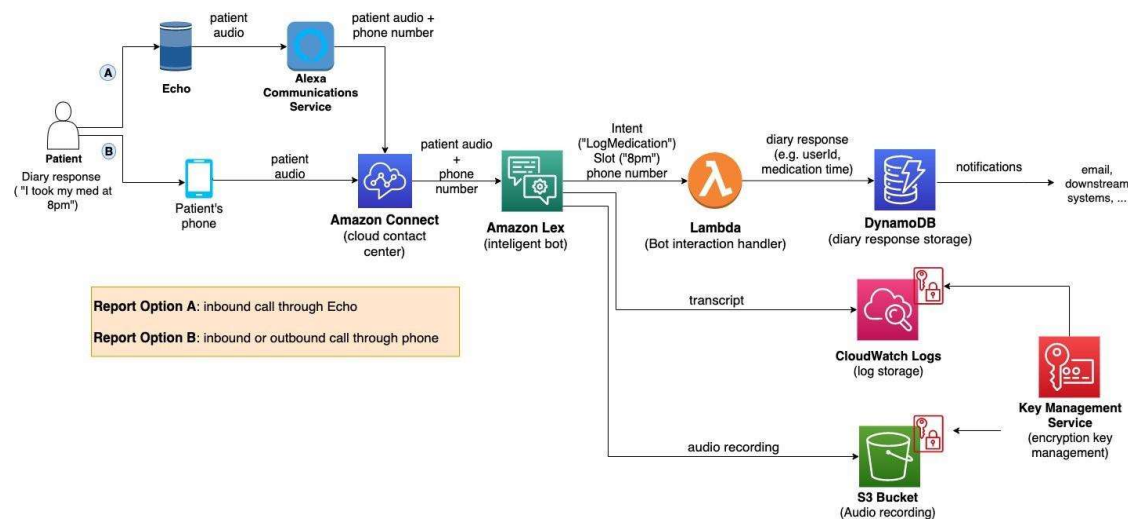 patient
audio
patient audio +
phone number
A
Echo
Alexa
Communications
Service
B
Patient
Diary response
( "I took my med at
8pm")
Patient's
phone
patient
audio
Amazon Connect
(cloud contact
center)
patient audio
+
phone
number
Amazon Lex
(inteligent bot)
Intent
("LogMedication")
Slot ("8pm")
phone number
Lambda
(Bot interaction handler)
diary response
(e.g. userId,
medication time)
DynamoDB
(diary response storage)
notifications
email,
downstream
systems, ...
Report Option A: inbound call through Echo
Report Option B: inbound or outbound call through phone
transcript
CloudWatch Logs
(log storage)
Key Management
Service
(encryption key
management)
audio recording
S3 Bucket
(Audio recording)